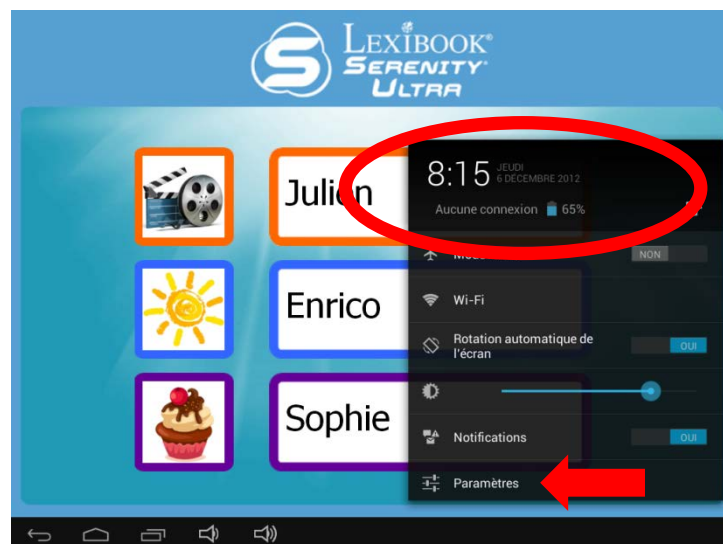 LEXIBOOK®
SERENITY®
ULTRA
Julien
Enrico
Sophie
8:15 JEUDI
6 DÉCEMBRE 2012
Aucune connexion 65%
NON
Wi-Fi
Rotation automatique de
l'écran
OUI
Notifications
OUI
Paramètres